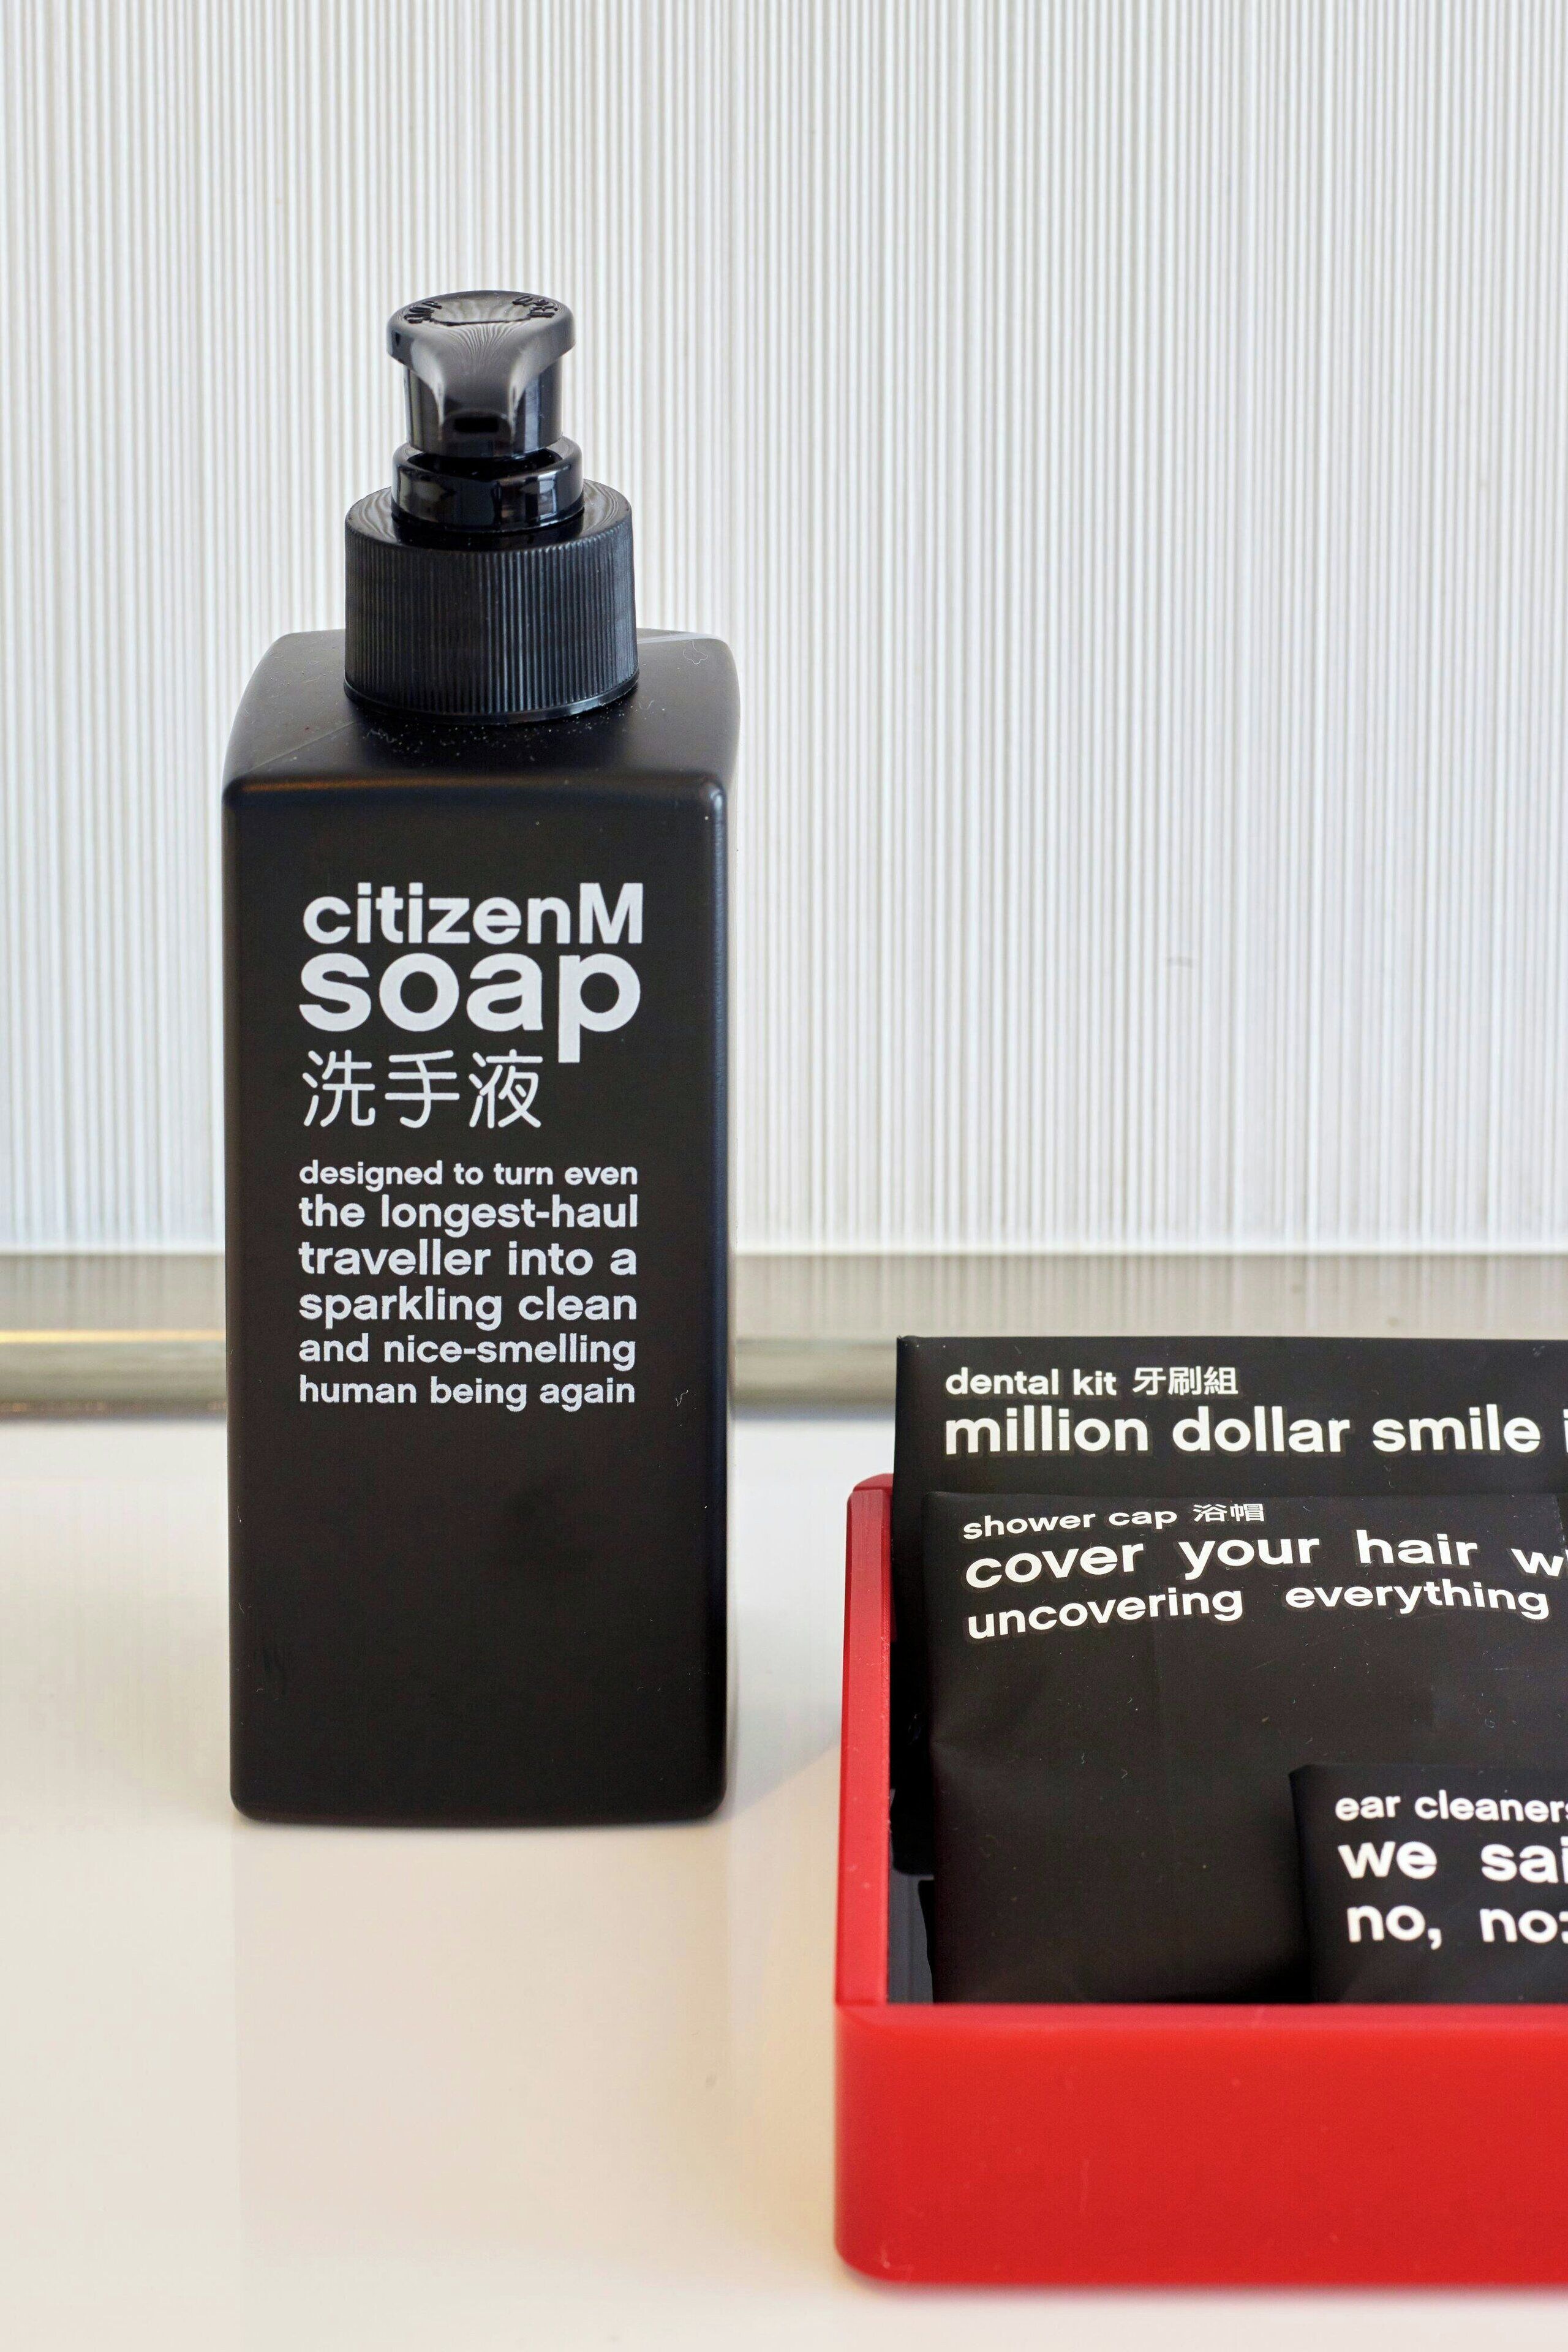 citizenM
soap
洗手液
designed to turn even
the longest-haul
traveller into a
sparkling clean
and nice-smelling
human being again
dental kit 牙刷組
million dollar smile
shower cap 浴帽
cover your hair
uncovering everything
ear cleaners
we
no,